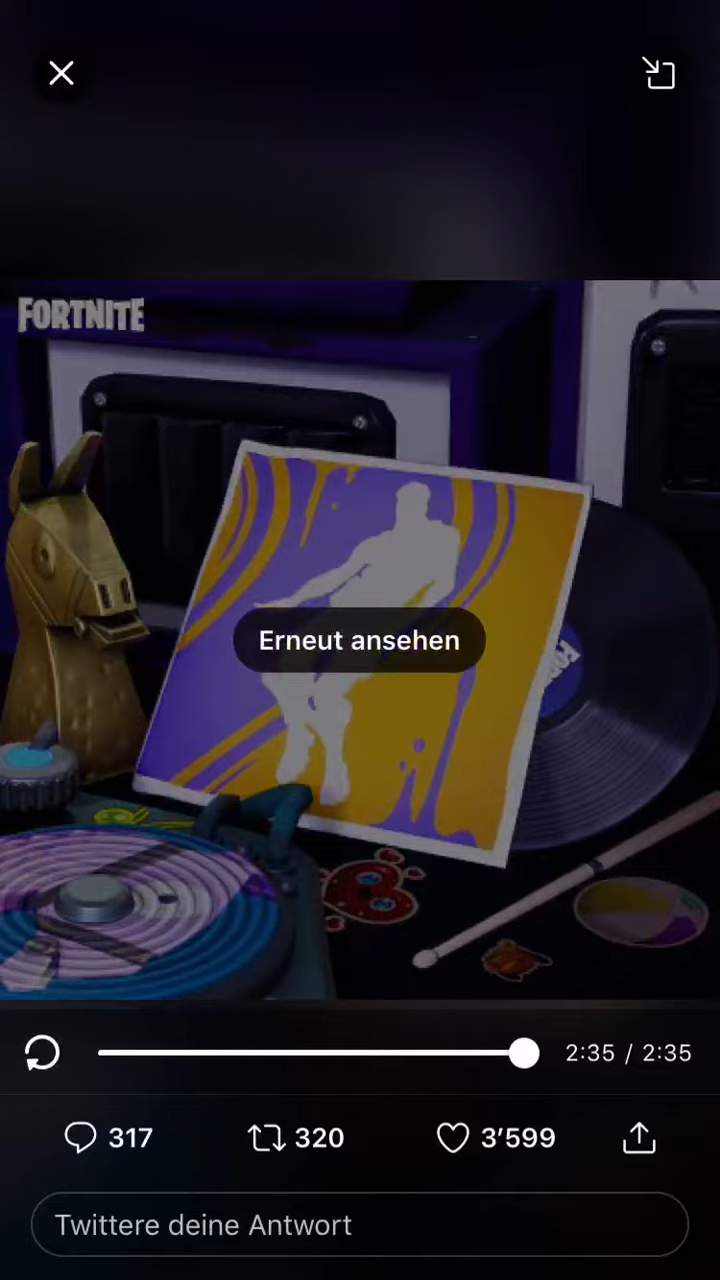 FORTNITE
Erneut ansehen
2:35 / 2:35
317
320
3’599
Twittere deine Antwort